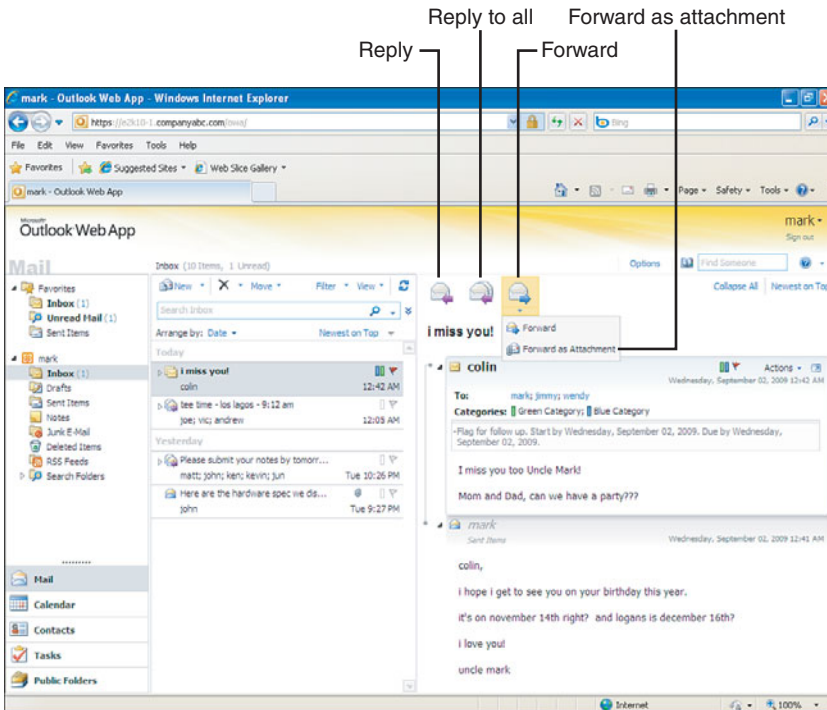 Reply to all Forward as attachment
Reply Forward
mark - Outlook Web App - Windows Internet Explorer
https://e2k10-1.companyabc.com/owa/
Bing
File Edit View Favorites Tools Help
Favorites Suggested Sites Web Slice Gallery
mark - Outlook Web App
Page Safety Tools
Microsoft
Outlook Web App
mark
Sign out
Mail
Inbox (10 Items, 1 Unread)
Options Find Someone
Favorites
Inbox (1)
Unread Mail (1)
Sent Items
mark
Inbox (1)
Drafts
Sent Items
Notes
Junk E-Mail
Deleted Items
RSS Feeds
Search Folders
Mail
Calendar
Contacts
Tasks
Public Folders
New X Move Filter View
Search Inbox
Arrange by: Date Newest on Top
Today
i miss you!
colin 12:42 AM
tee time - los lagos - 9:12 am
joe; vic; andrew 12:05 AM
Yesterday
Please submit your notes by tomorr...
matt; john; ken; kevin; jun Tue 10:26 PM
Here are the hardware spec we dis...
john Tue 9:27 PM
Collapse All Newest on Top
i miss you!
Forward
Forward as Attachment
colin
Actions
Wednesday, September 02, 2009 12:42 AM
To: mark; jimmy; wendy
Categories: Green Category; Blue Category
-Flag for follow up. Start by Wednesday, September 02, 2009. Due by Wednesday,
September 02, 2009.
I miss you too Uncle Mark!
Mom and Dad, can we have a party???
mark
Sent Items Wednesday, September 02, 2009 12:41 AM
colin,
i hope i get to see you on your birthday this year.
it's on november 14th right? and logans is december 16th?
i love you!
uncle mark
Internet 100%